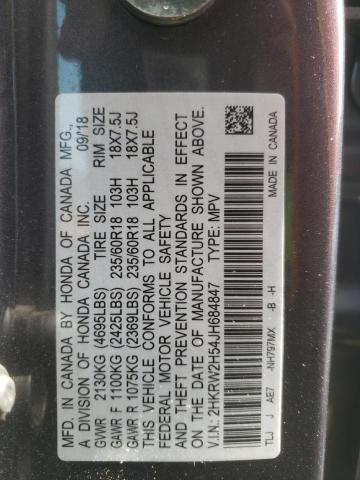 MFD. IN CANADA BY HONDA OF CANADA MFG.,
A DIVISION OF HONDA CANADA INC. 09/18
GVWR 2130KG (4695LBS) TIRE SIZE RIM SIZE
GAWR F 1100KG (2425LBS) 235/60R18 103H 18X7.5J
GAWR R 1075KG (2369LBS) 235/60R18 103H 18X7.5J
THIS VEHICLE CONFORMS TO ALL APPLICABLE
FEDERAL MOTOR VEHICLE SAFETY AND THEFT
PREVENTION STANDARDS IN EFFECT
ON THE DATE OF MANUFACTURE SHOWN ABOVE.
V.I.N: 2HKRW2H54JH684847 TYPE: MPV
TLJ J AE7 -NH797MX -B -H MADE IN CANADA